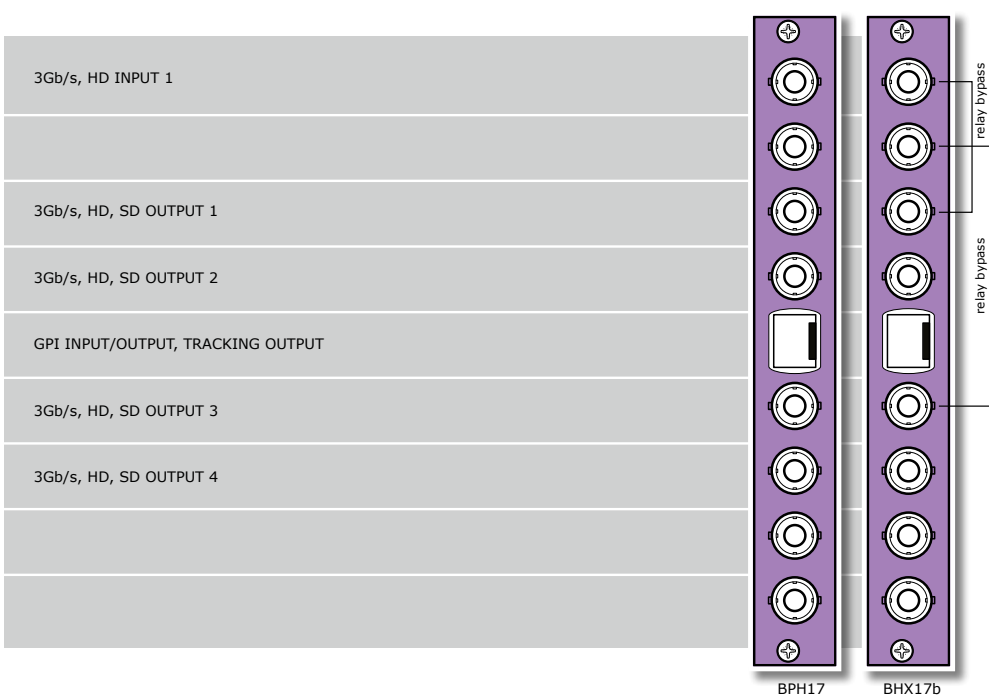 3Gb/s, HD INPUT 1
relay bypass
3Gb/s, HD, SD OUTPUT 1
3Gb/s, HD, SD OUTPUT 2
relay bypass
GPI INPUT/OUTPUT, TRACKING OUTPUT
3Gb/s, HD, SD OUTPUT 3
3Gb/s, HD, SD OUTPUT 4
BPH17
BHX17b